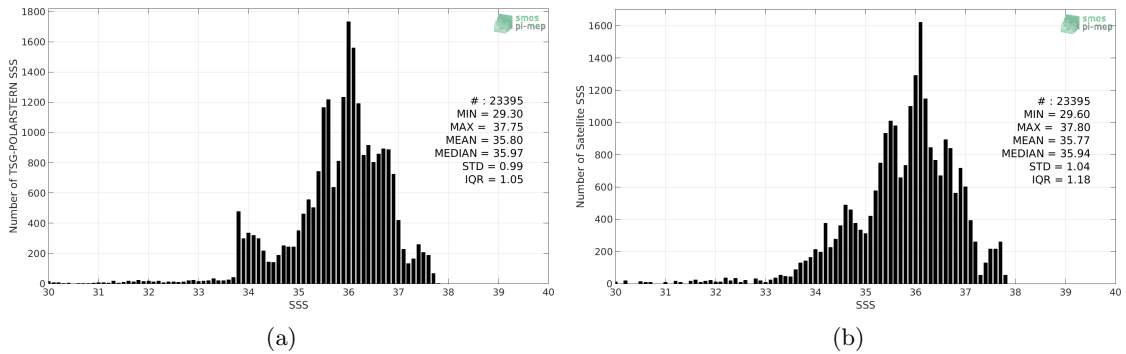 1800
1600
1400
1200
1000
800
600
400
200
0
Number of TSG-POLARSTERN SSS
30 31 32 33 34 35 36 37 38 39 40
SSS
smos
pi-mep
# : 23395
MIN = 29.30
MAX = 37.75
MEAN = 35.80
MEDIAN = 35.97
STD = 0.99
IQR = 1.05
(a)
1600
1400
1200
1000
800
600
400
200
0
Number of Satellite SSS
30 31 32 33 34 35 36 37 38 39 40
SSS
smos
pi-mep
# : 23395
MIN = 29.60
MAX = 37.80
MEAN = 35.77
MEDIAN = 35.94
STD = 1.04
IQR = 1.18
(b)